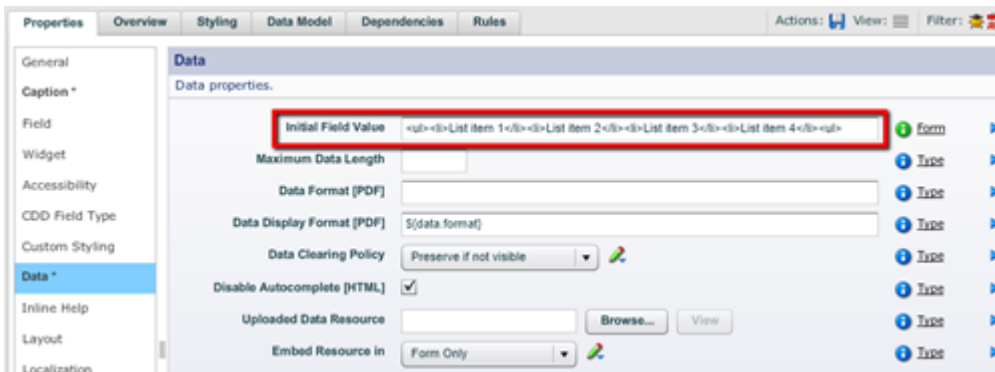 Properties Overview Styling Data Model Dependencies Rules Actions: View: Filter:
General
Caption *
Field
Widget
Accessibility
CDD Field Type
Custom Styling
Data *
Inline Help
Layout
Localization
Data
Data properties.
Initial Field Value <ul><li>List item 1</li><li>List item 2</li><li>List item 3</li><li>List item 4</li><ul> Form
Maximum Data Length Type
Data Format [PDF] Type
Data Display Format [PDF] ${data.format} Type
Data Clearing Policy Preserve if not visible Type
Disable Autocomplete [HTML] Type
Uploaded Data Resource Browse... View Type
Embed Resource in Form Only Type